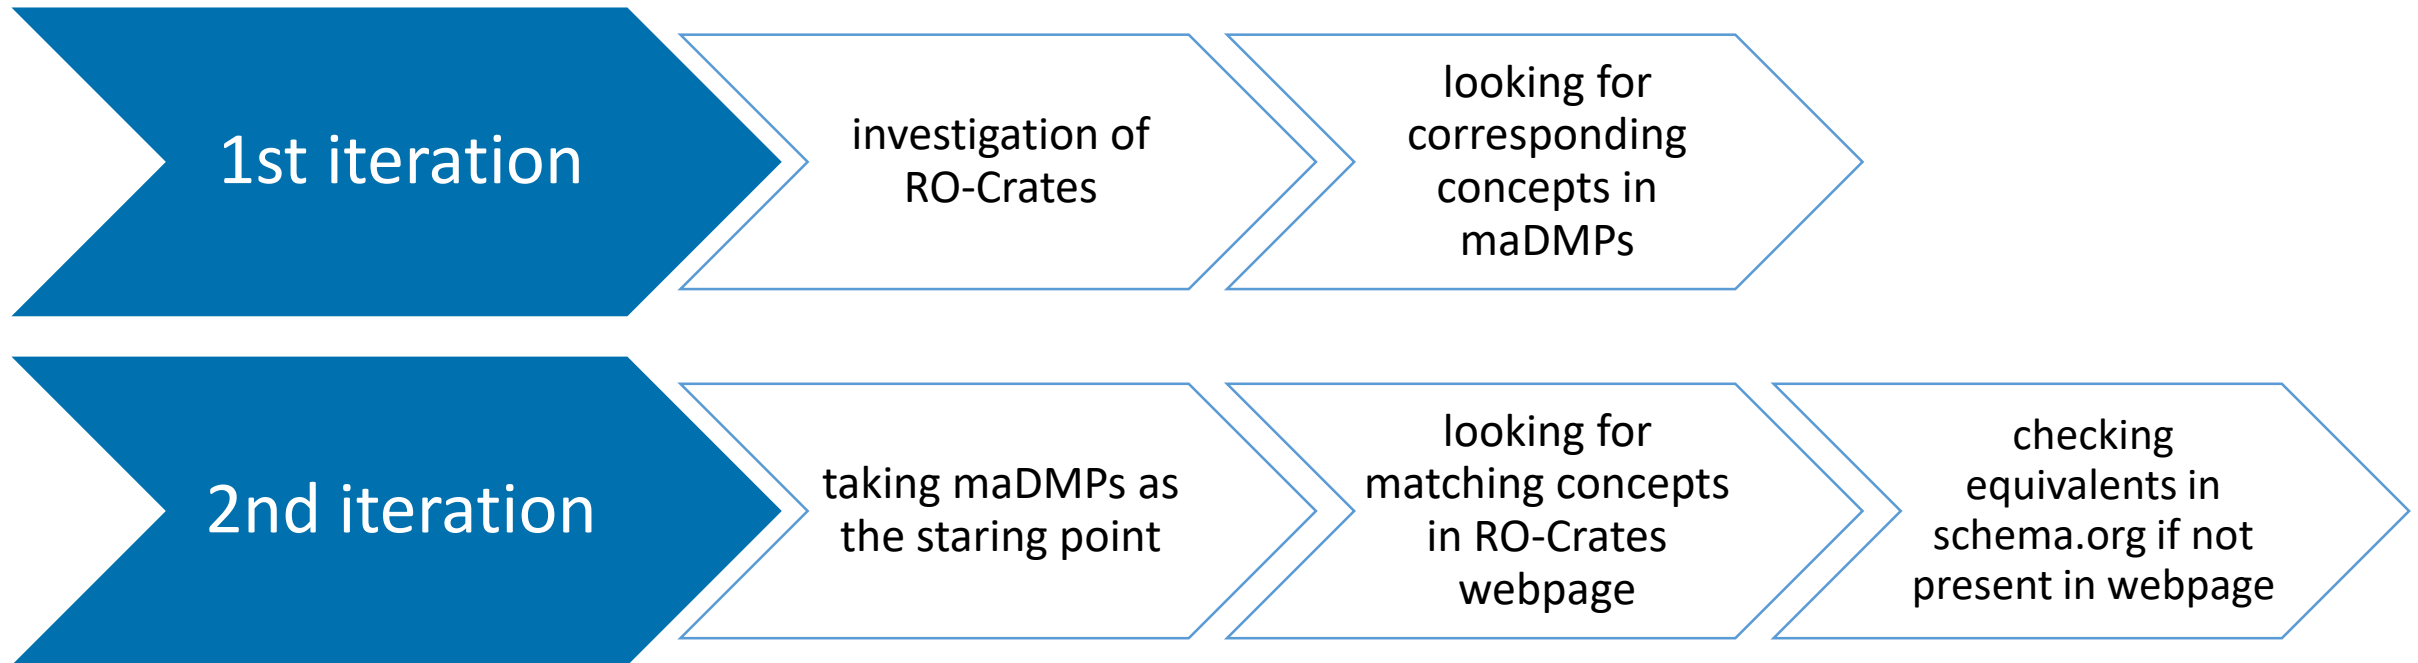 1st iteration
investigation of
RO-Crates
looking for
corresponding
concepts in
maDMPs
2nd iteration
taking maDMPs as
the staring point
looking for
matching concepts
in RO-Crates
webpage
checking
equivalents in
schema.org if not
present in webpage